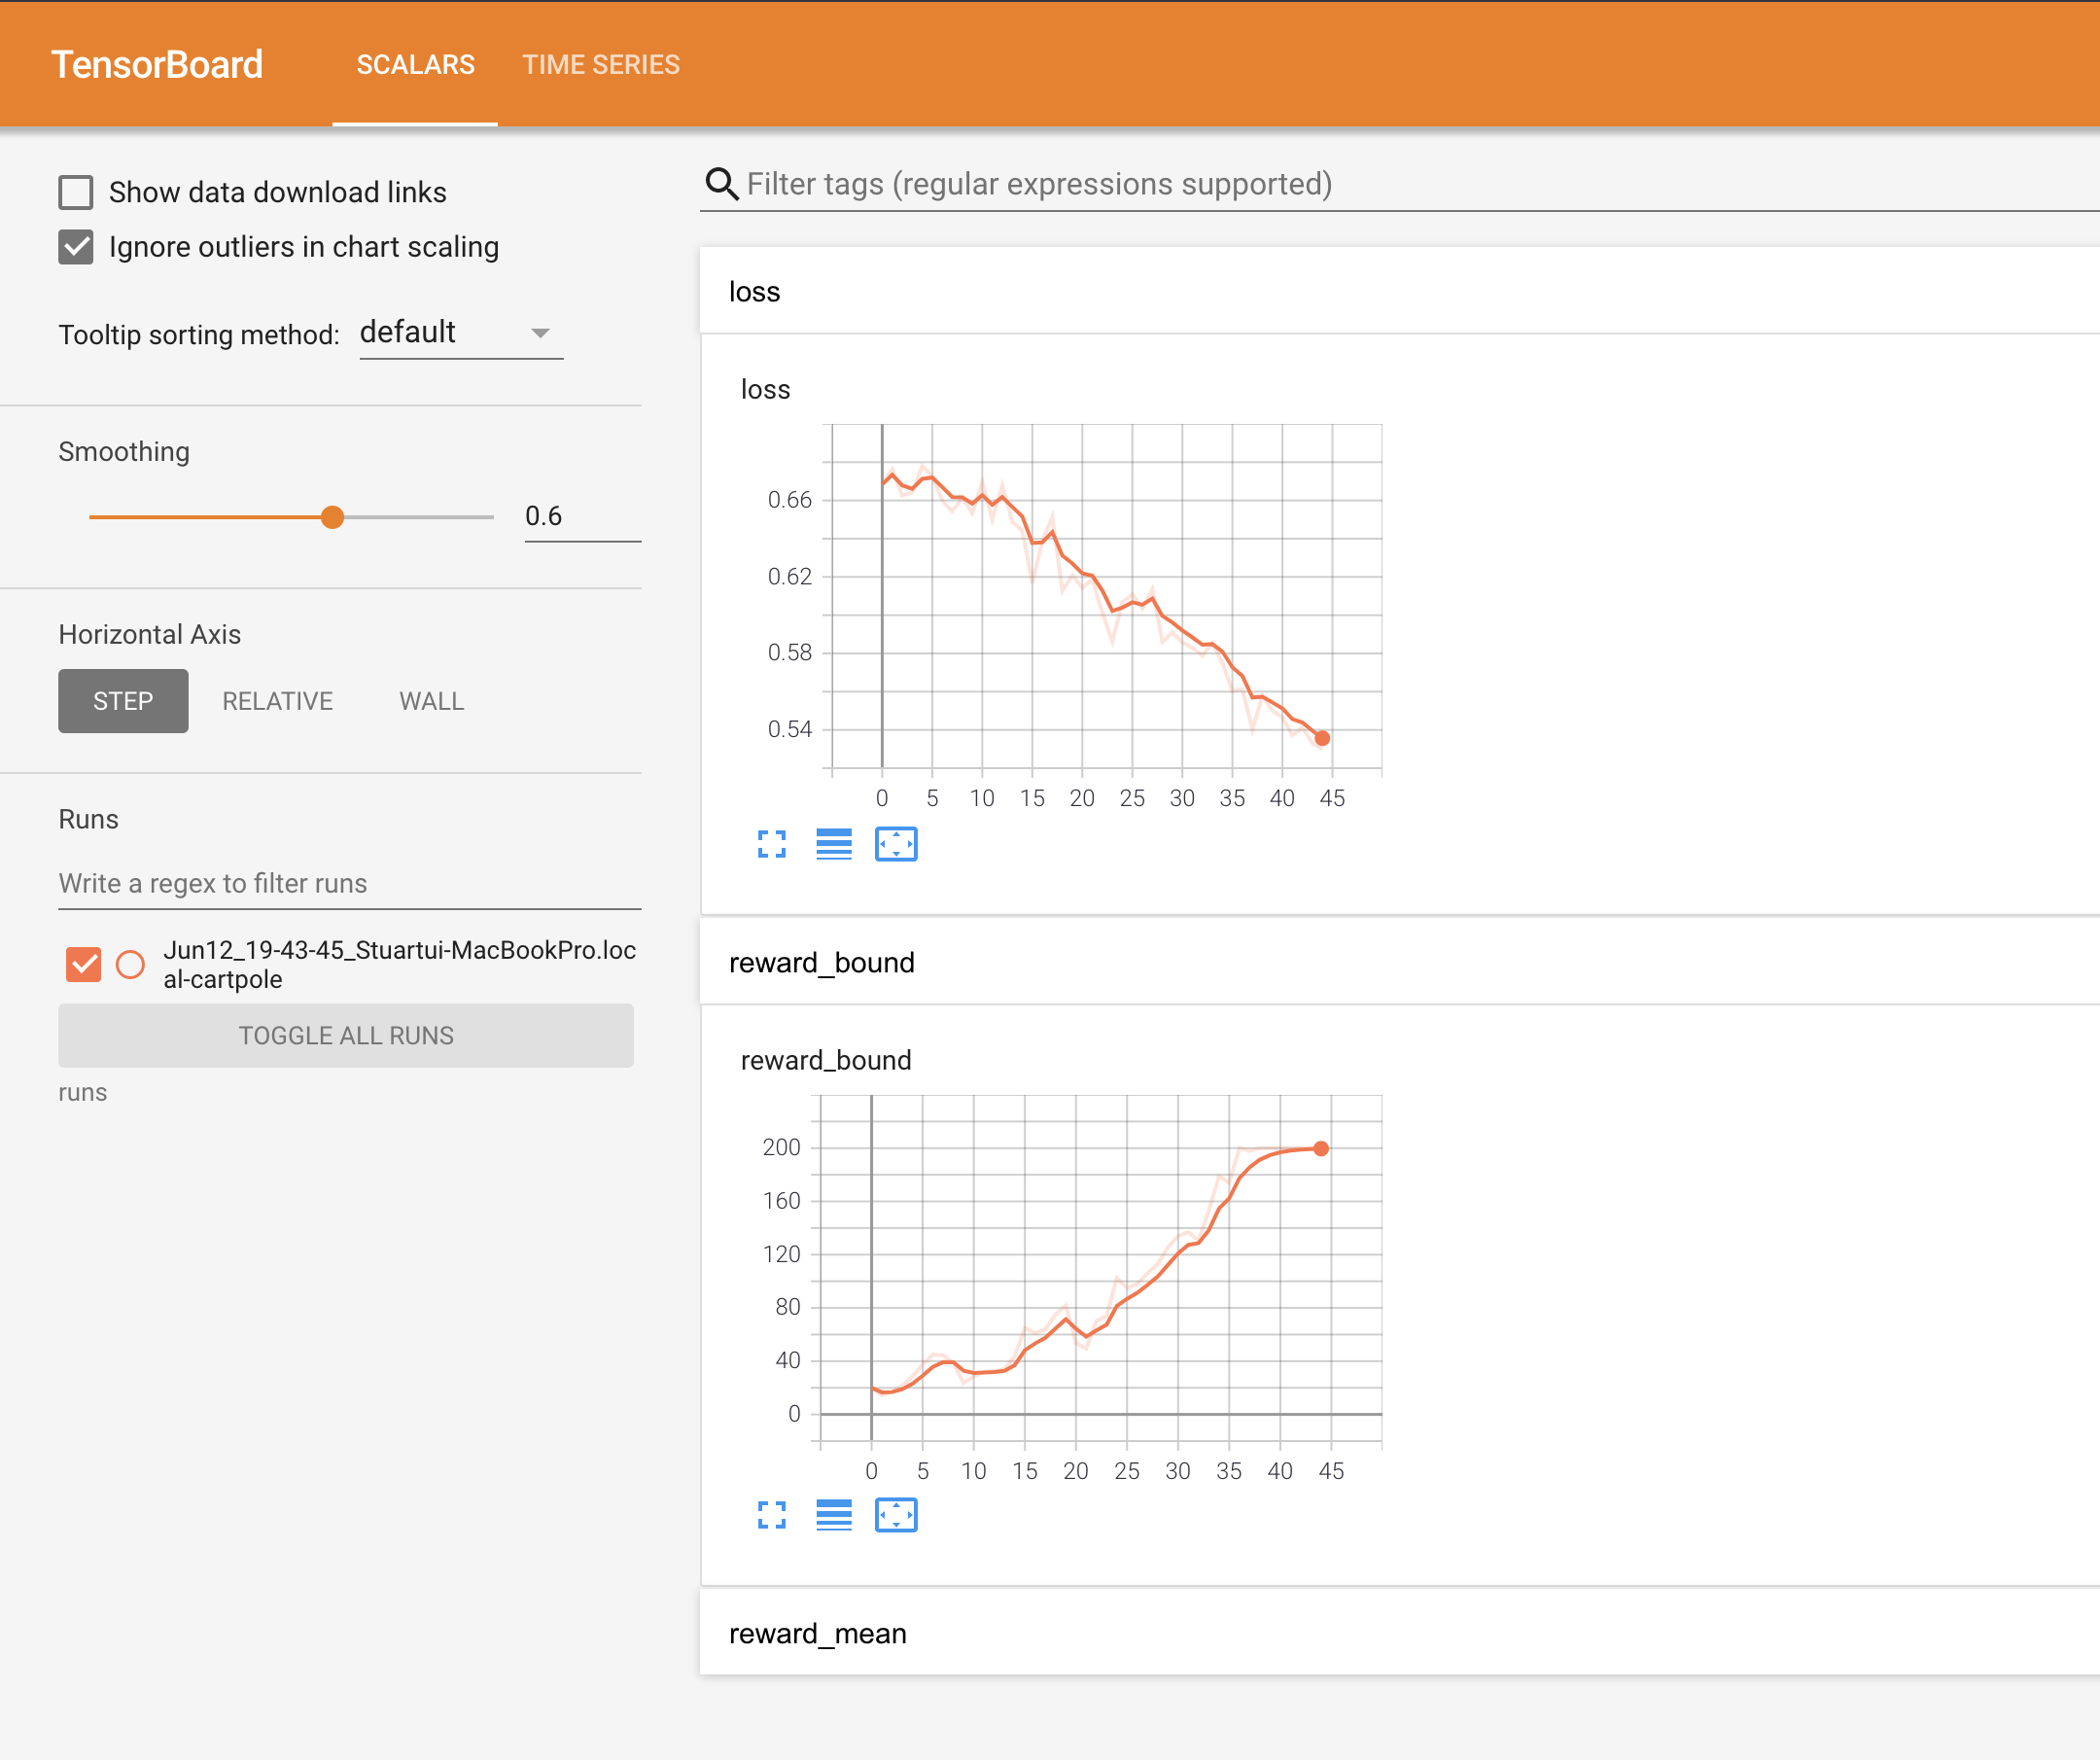 TensorBoard SCALARS TIME SERIES
Show data download links
Ignore outliers in chart scaling
Tooltip sorting method: default
Smoothing
0.6
Horizontal Axis
STEP RELATIVE WALL
Runs
Write a regex to filter runs
Jun12_19-43-45_Stuartui-MacBookPro.loc
al-cartpole
TOGGLE ALL RUNS
runs
Filter tags (regular expressions supported)
loss
loss
0.66
0.62
0.58
0.54
0 5 10 15 20 25 30 35 40 45
reward_bound
reward_bound
200
160
120
80
40
0
0 5 10 15 20 25 30 35 40 45
reward_mean